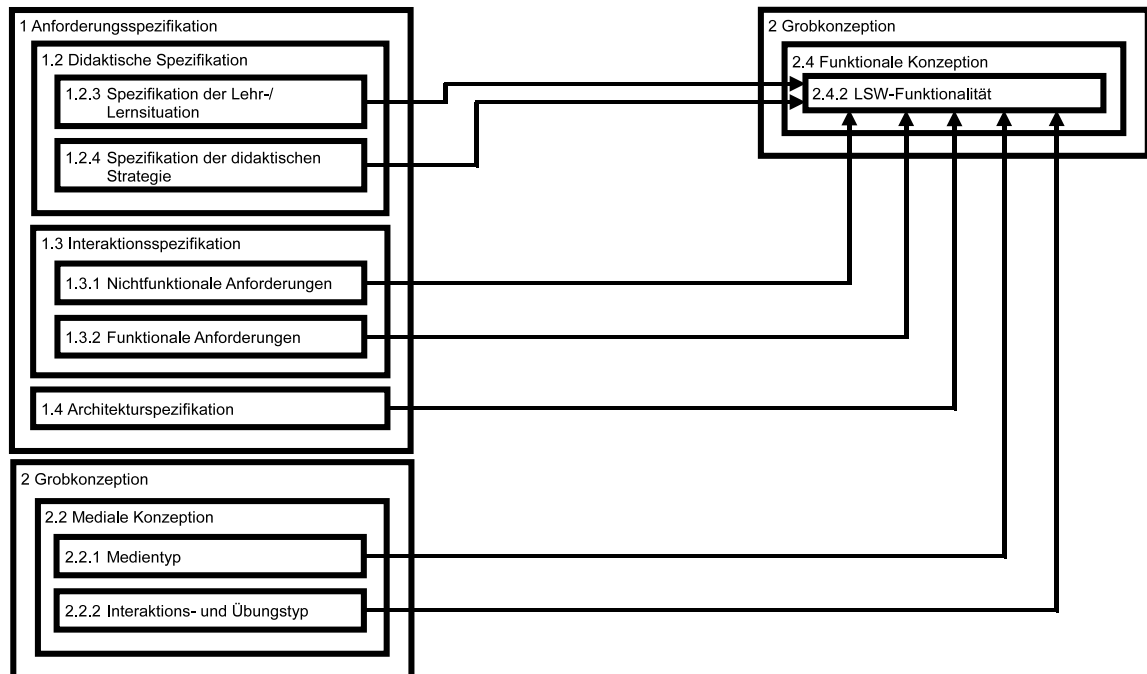 1 Anforderungsspezifikation
1.2 Didaktische Spezifikation
1.2.3 Spezifikation der Lehr-/
Lernsituation
1.2.4 Spezifikation der didaktischen
Strategie
1.3 Interaktionsspezifikation
1.3.1 Nichtfunktionale Anforderungen
1.3.2 Funktionale Anforderungen
1.4 Architekturspezifikation
2 Grobkonzeption
2.2 Mediale Konzeption
2.2.1 Medientyp
2.2.2 Interaktions- und Übungstyp
2 Grobkonzeption
2.4 Funktionale Konzeption
2.4.2 LSW-Funktionalität